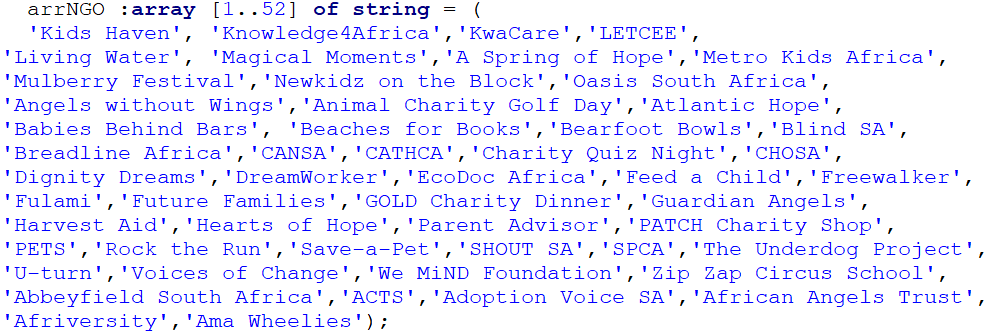 arrNGO :array [1..52] of string = (
'Kids Haven', 'Knowledge4Africa','KwaCare','LETCEE',
'Living Water', 'Magical Moments','A Spring of Hope','Metro Kids Africa',
'Mulberry Festival','Newkidz on the Block','Oasis South Africa',
'Angels without Wings','Animal Charity Golf Day','Atlantic Hope',
'Babies Behind Bars', 'Beaches for Books','Bearfoot Bowls','Blind SA',
'Breadline Africa','CANSA','CATHCA','Charity Quiz Night','CHOSA',
'Dignity Dreams','DreamWorker','EcoDoc Africa','Feed a Child','Freewalker',
'Fulami','Future Families','GOLD Charity Dinner','Guardian Angels',
'Harvest Aid','Hearts of Hope','Parent Advisor','PATCH Charity Shop',
'PETS','Rock the Run','Save-a-Pet','SHOUT SA','SPCA','The Underdog Project',
'U-turn','Voices of Change','We MiND Foundation','Zip Zap Circus School',
'Abbeyfield South Africa','ACTS','Adoption Voice SA','African Angels Trust',
'Afriversity','Ama Wheelies');